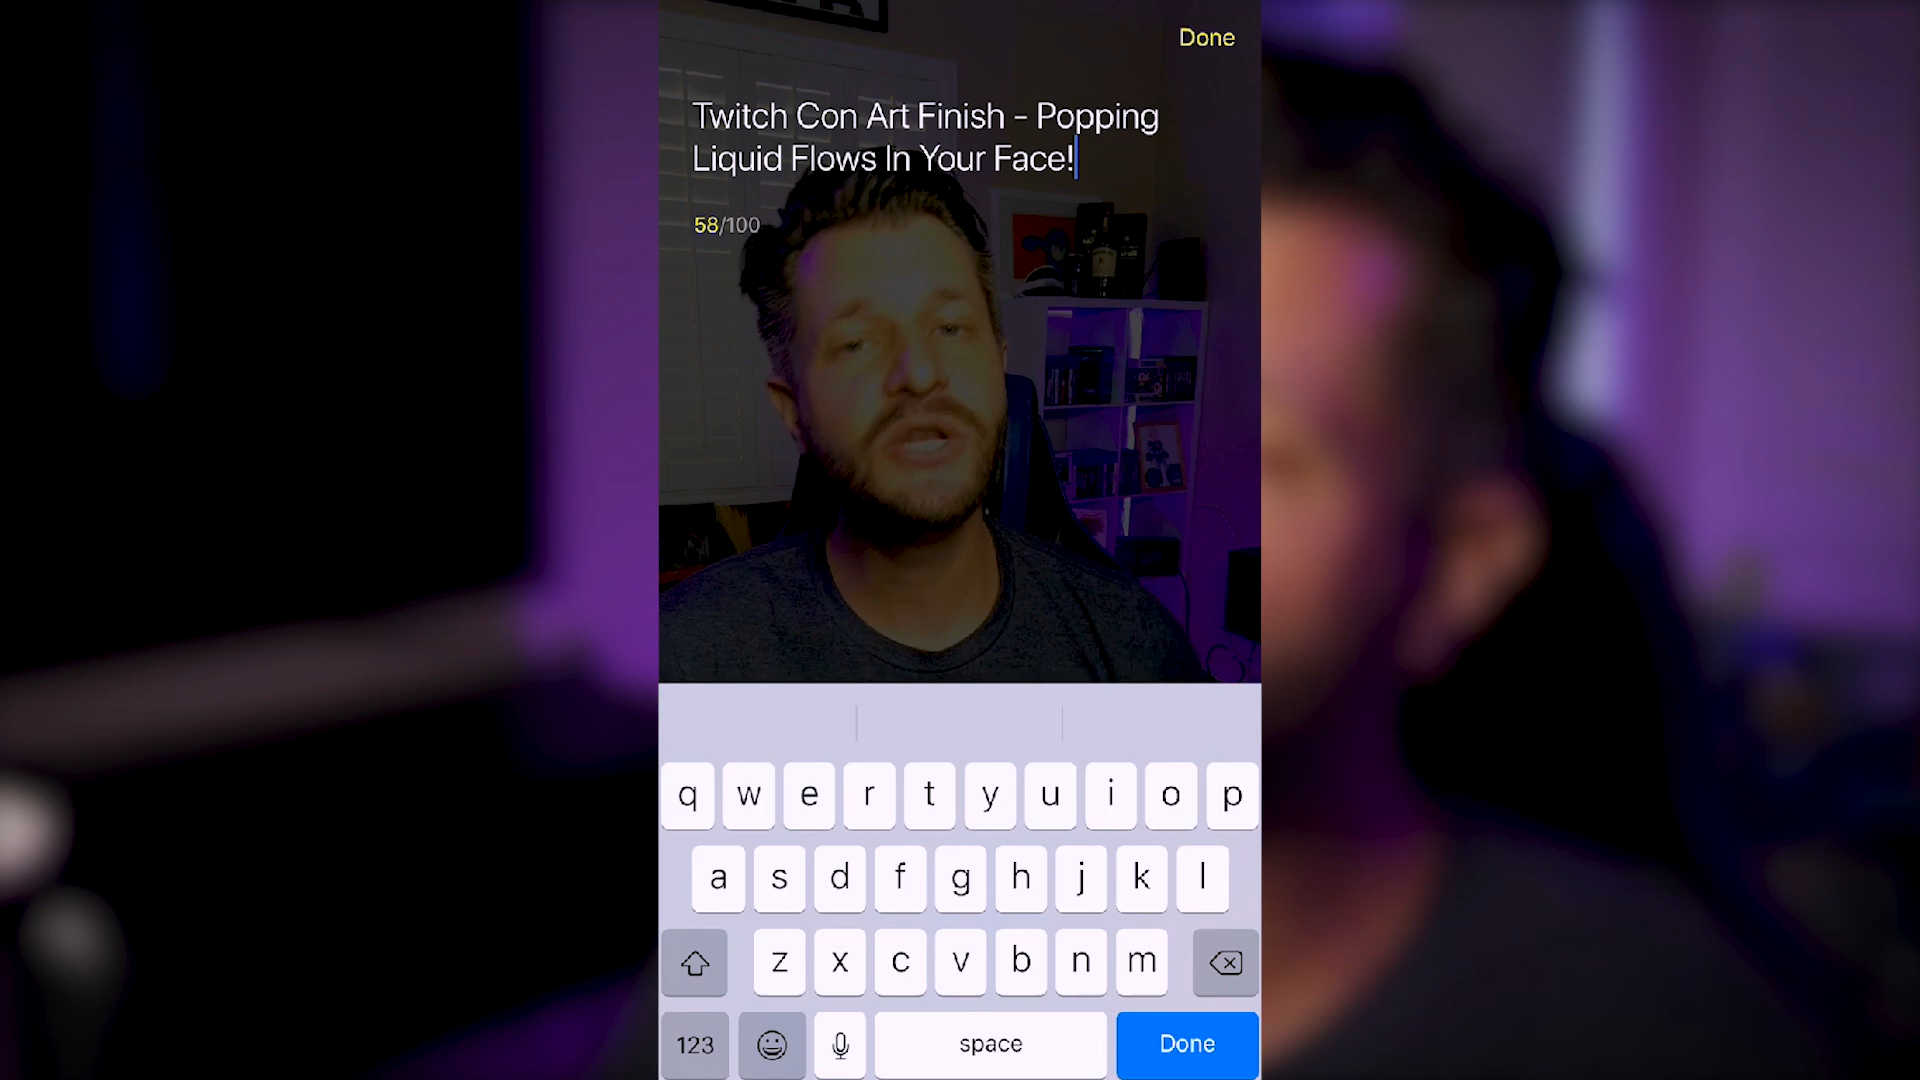 Done
Twitch Con Art Finish - Popping
Liquid Flows In Your Face!
58/100
q w e r t y u i o p
a s d f g h j k l
z x c v b n m
123 space Done